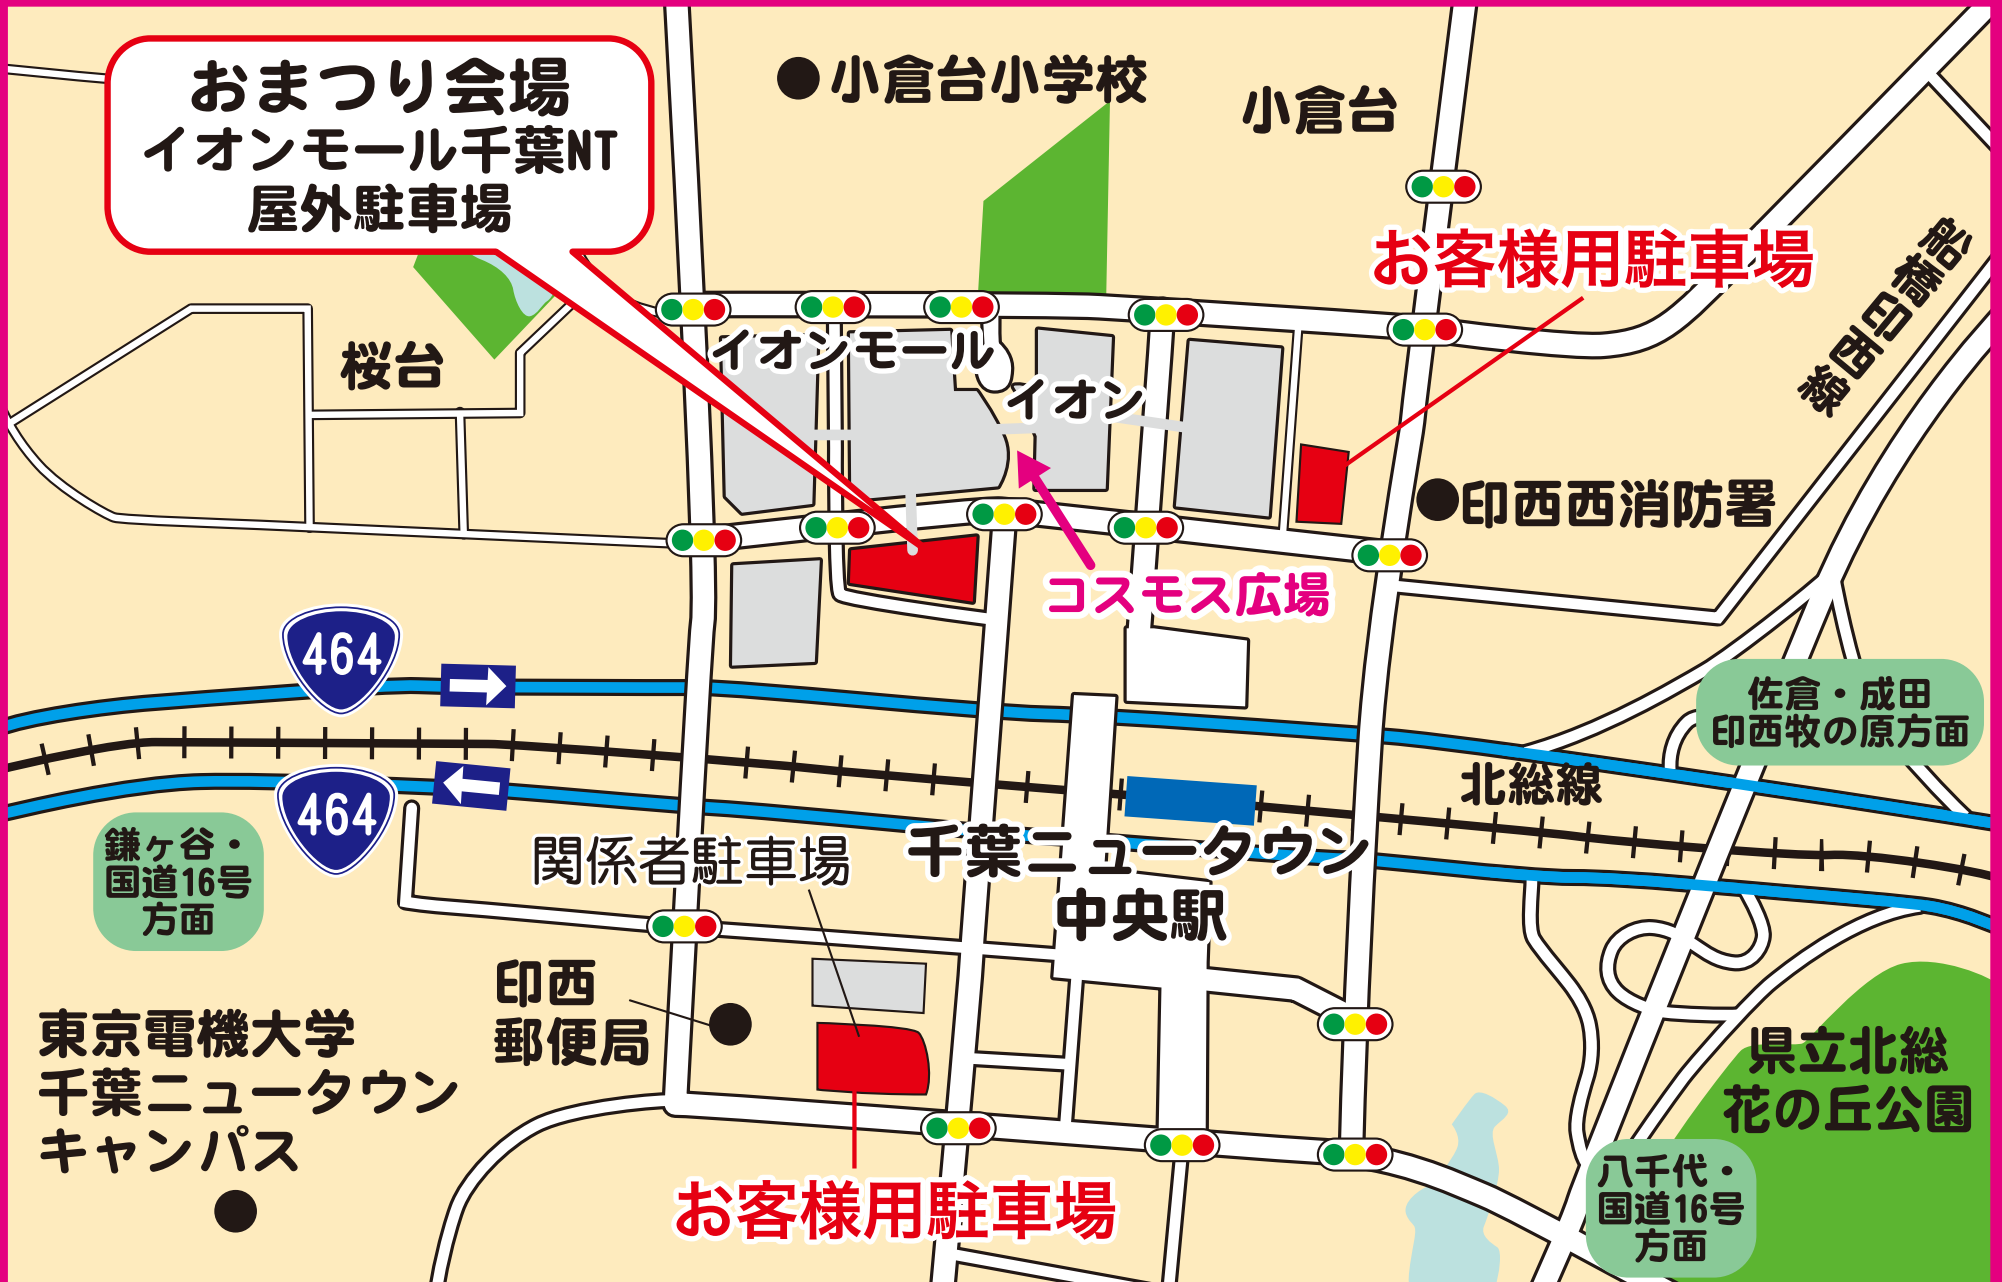 おまつり会場
イオンモール千葉NT
屋外駐車場
小倉台小学校
小倉台
お客様用駐車場
船橋印西線
イオンモール
イオン
桜台
印西西消防署
コスモス広場
464
佐倉・成田
印西牧の原方面
北総線
464
鎌ヶ谷・
国道16号
方面
関係者駐車場
千葉ニュータウン
中央駅
印西
郵便局
東京電機大学
千葉ニュータウン
キャンパス
県立北総
花の丘公園
お客様用駐車場
八千代・
国道16号
方面